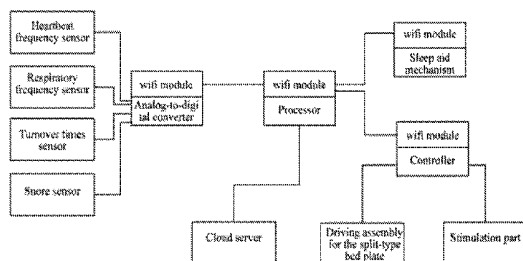 Heartbeat
frequency sensor
Respiratory
frequency sensor
Turnover times
sensor
Snore sensor
wifi module
Analog-to-digi
tal converter
wifi module
Processor
wifi module
Sleep aid
mechanism
wifi module
Controller
Cloud server
Driving assembly
for the split-type
bed plate
Stimulation part